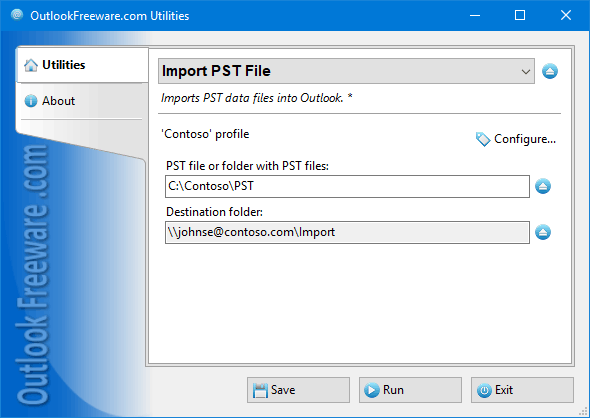 OutlookFreeware.com Utilities
Utilities
About
Import PST File
Imports PST data files into Outlook. *
'Contoso' profile
Configure...
PST file or folder with PST files:
C:\Contoso\PST
Destination folder:
\\johnse@contoso.com\Import
Outlook Freeware .com
Save
Run
Exit